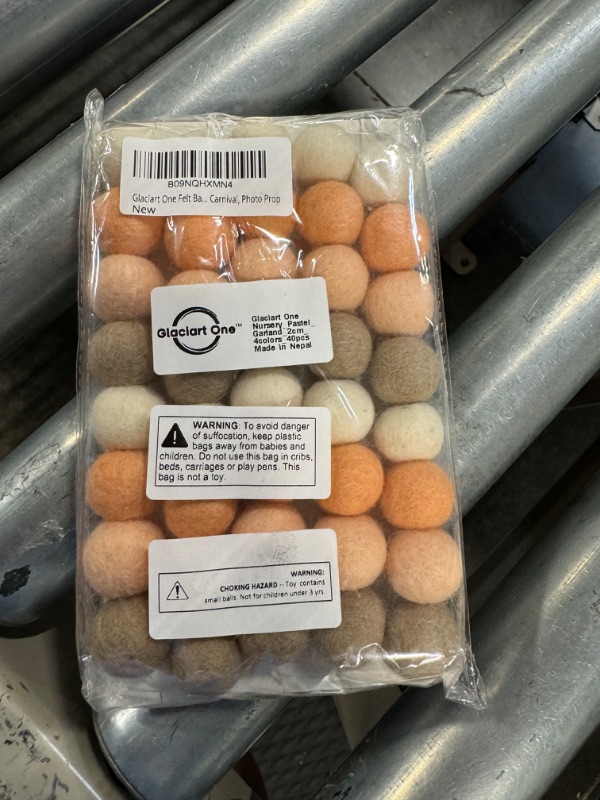 B09NQHXMN4
Glaciart One Felt Ba... Carnival, Photo Prop
New
Glaciart One™
Glaciart One
Nursery_Pastel_
Garland_2cm_
4colors_40pcs
Made in Nepal
WARNING: To avoid danger
of suffocation, keep plastic
bags away from babies and
children. Do not use this bag in cribs,
beds, carriages or play pens. This
bag is not a toy.
WARNING:
CHOKING HAZARD -- Toy contains
small balls. Not for children under 3 yrs.